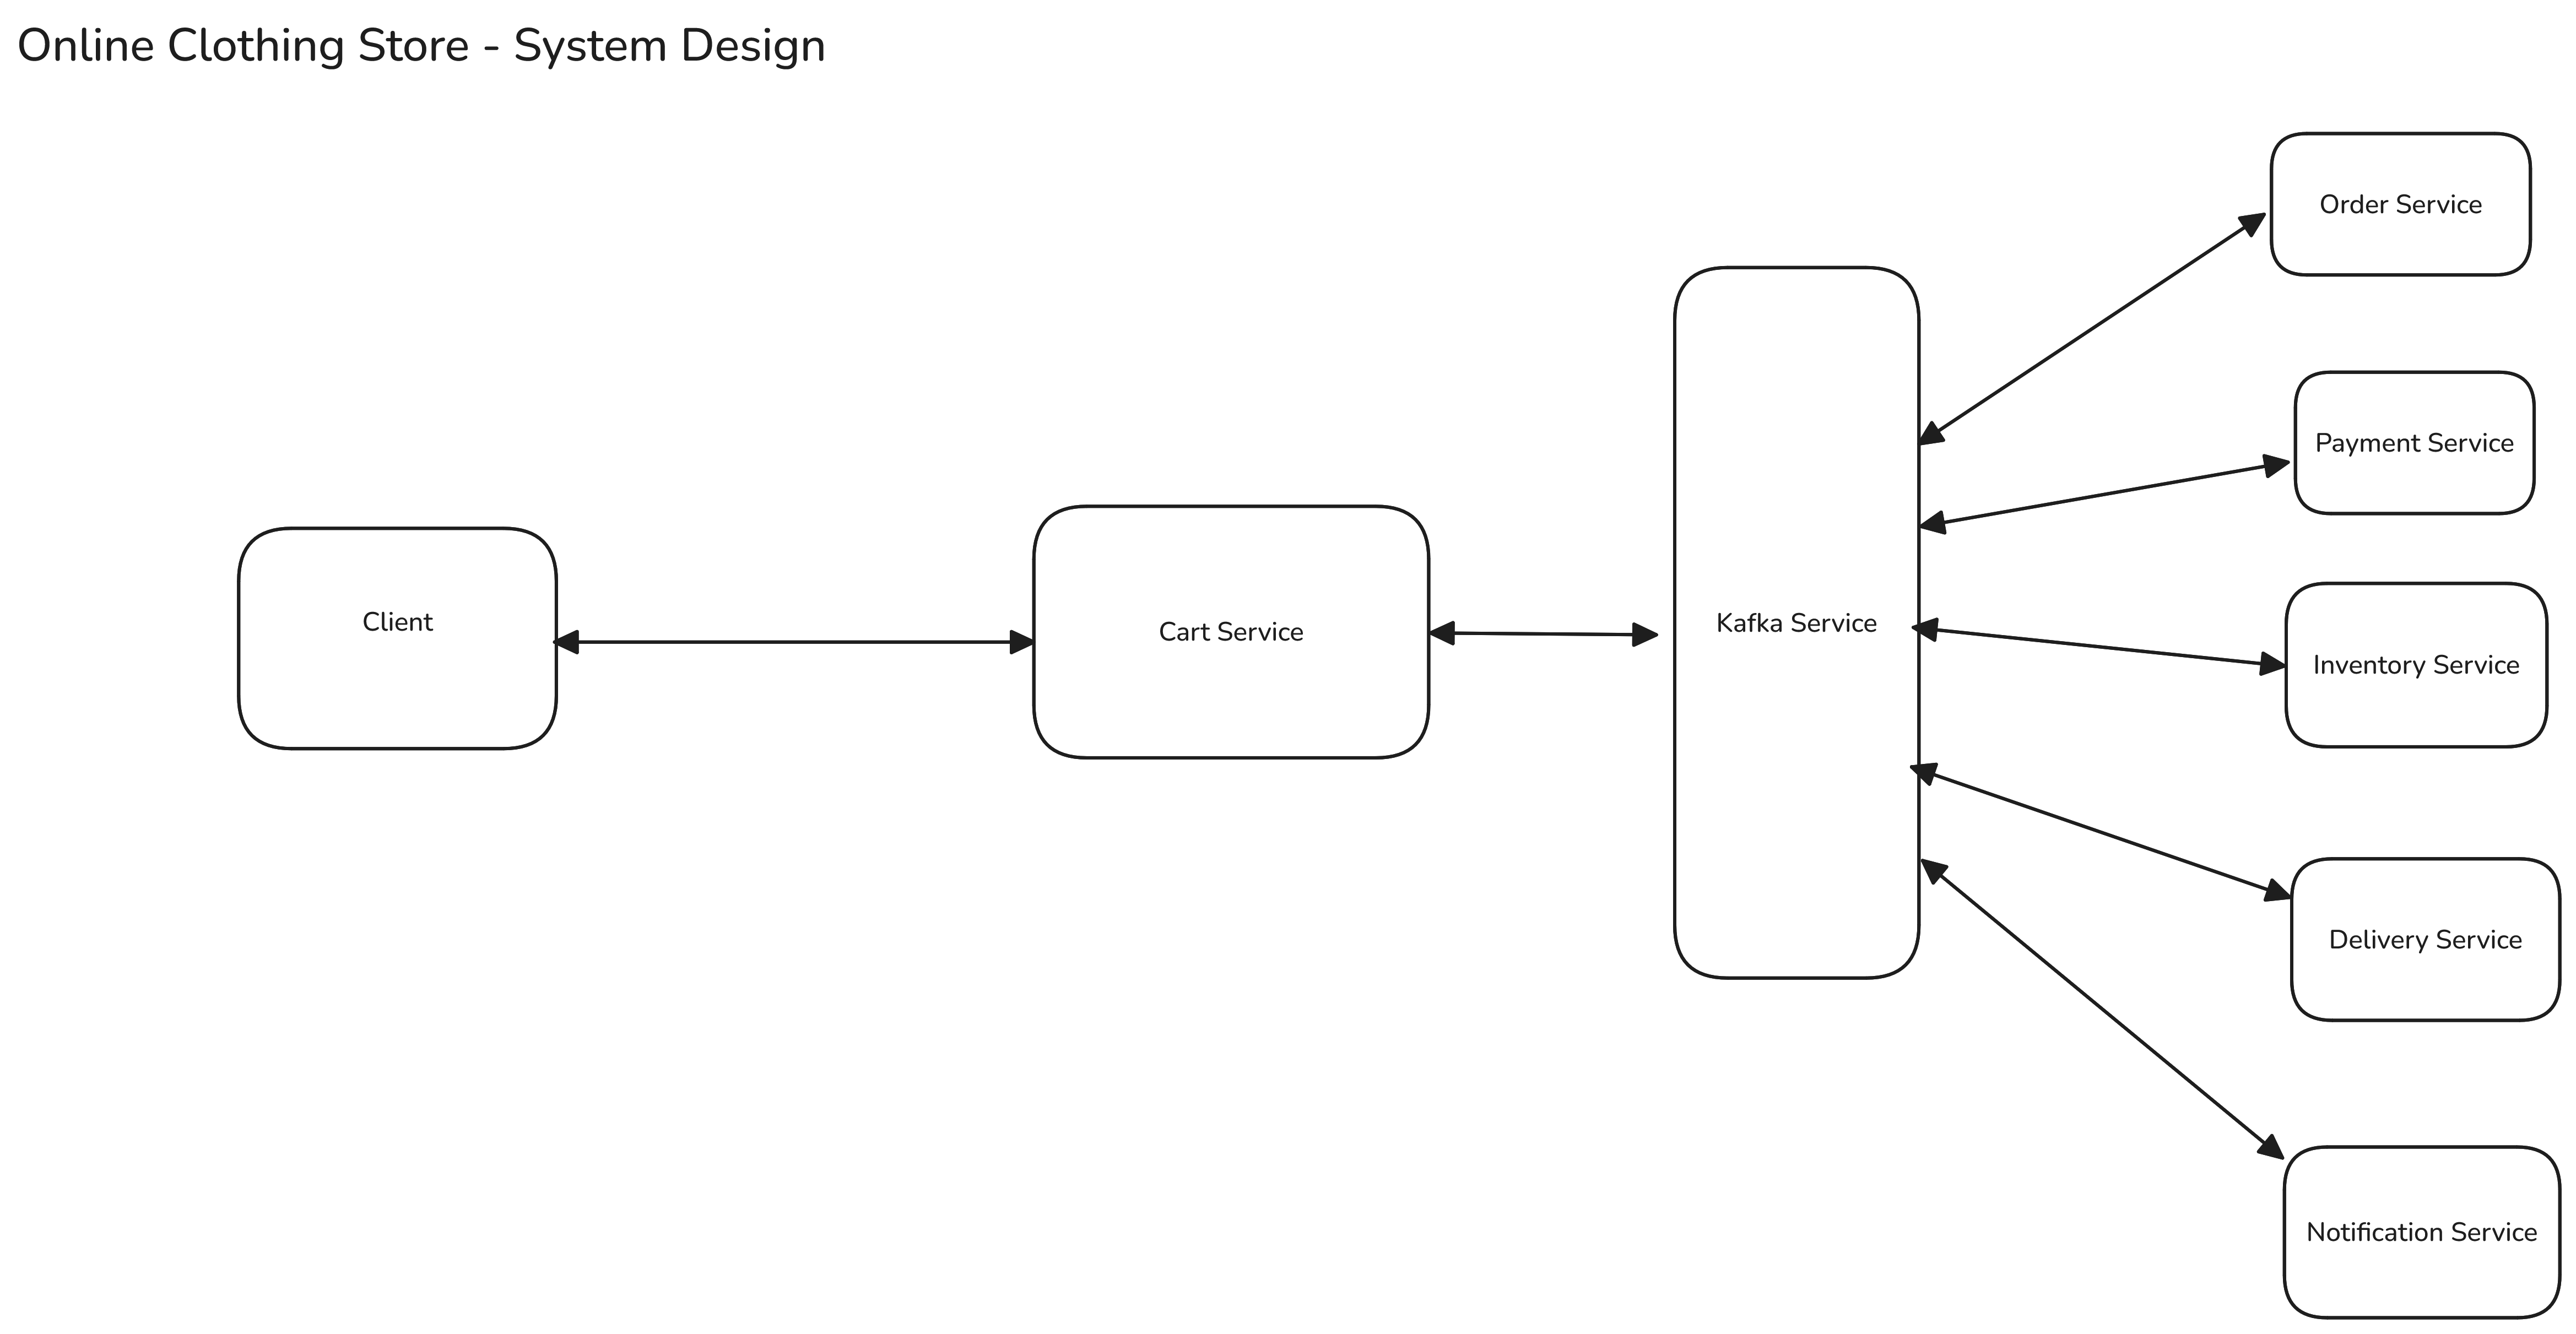 Online Clothing Store - System Design
Order Service
Payment Service
Client
Cart Service
Kafka Service
Inventory Service
Delivery Service
Notification Service